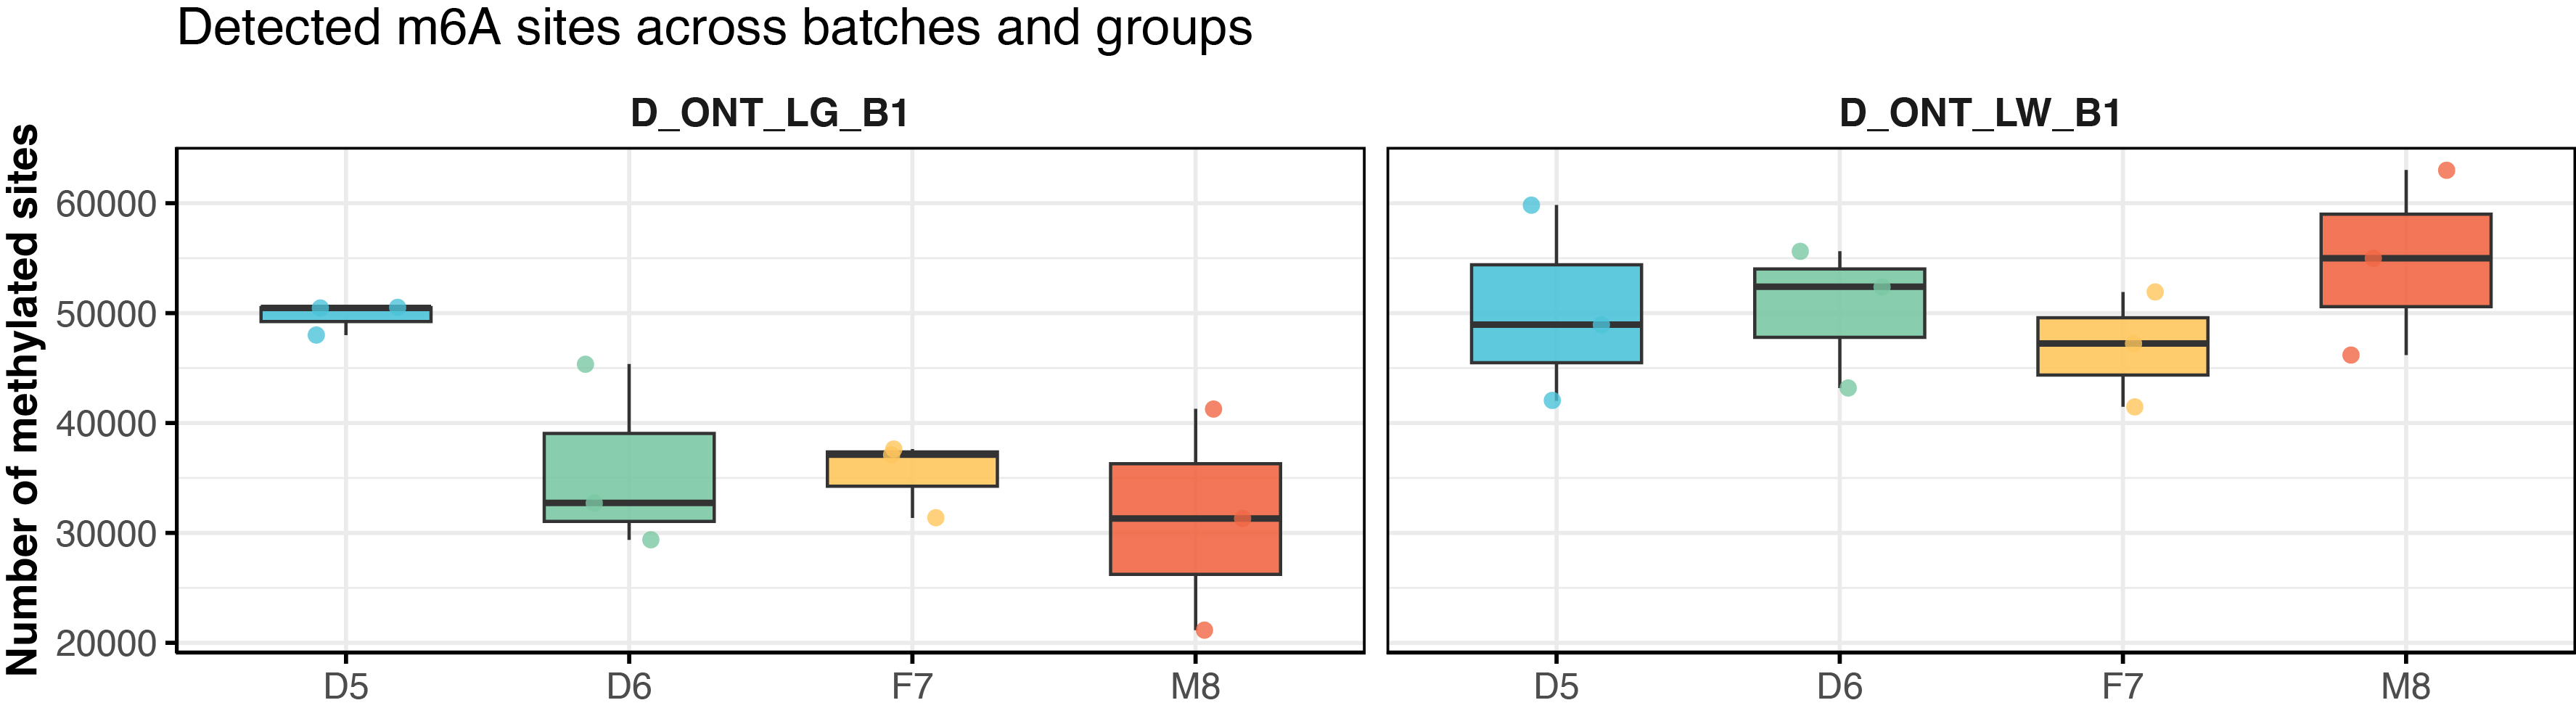 Detected m6A sites across batches and groups
D_ONT_LG_B1
D_ONT_LW_B1
Number of methylated sites
60000
50000
40000
30000
20000
D5 D6 F7 M8
D5 D6 F7 M8